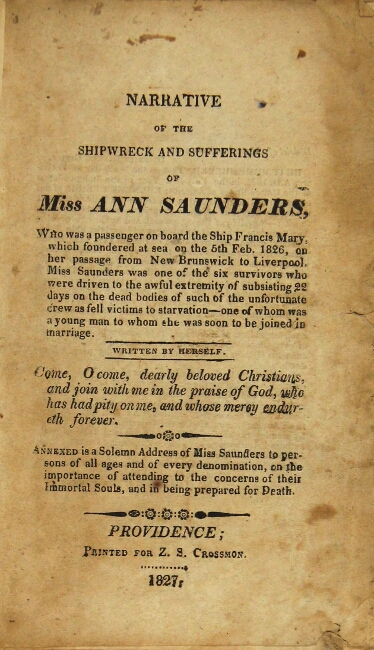 NARRATIVE
OF THE
SHIPWRECK AND SUFFERINGS
OF
Miss ANN SAUNDERS,
Who was a passenger on board the Ship Francis Mary,
which foundered at sea on the 5th Feb. 1826, on
her passage from New Brunswick to Liverpool.
Miss Saunders was one of the six survivors who
were driven to the awful extremity of subsisting 22
days on the dead bodies of such of the unfortunate
crew as fell victims to starvation—one of whom was
a young man to whom she was soon to be joined in
marriage.
WRITTEN BY HERSELF.
Come, O come, dearly beloved Christians,
and join with me in the praise of God, who
has had pity on me, and whose mercy endur-
eth forever.
ANNEXED is a Solemn Address of Miss Saunders to per-
sons of all ages and of every denomination, on the
importance of attending to the concerns of their
Immortal Souls, and in being prepared for Death.
PROVIDENCE;
PRINTED FOR Z. S. CROSSMON.
1827,